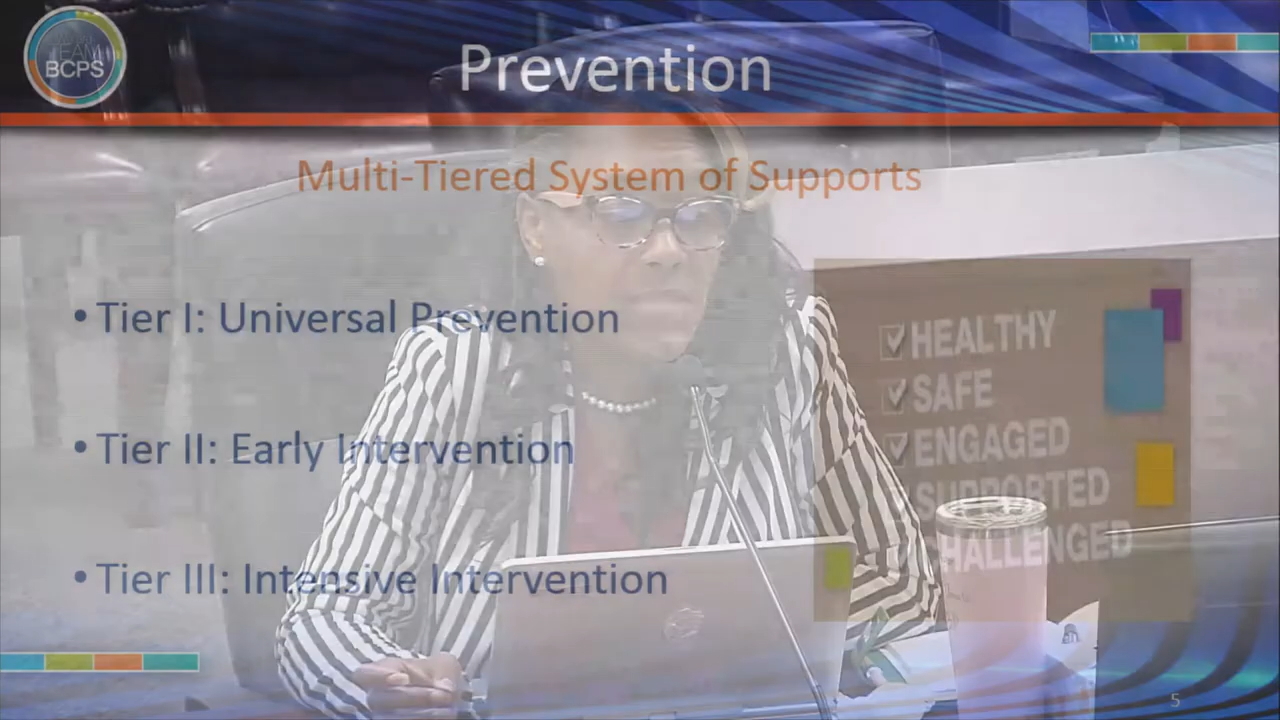 TEAM
BCPS
Prevention
Multi-Tiered System of Supports
• Tier I: Universal Prevention
• Tier II: Early Intervention
• Tier III: Intensive Intervention
HEALTHY
SAFE
ENGAGED
SUPPORTED
CHALLENGED
5